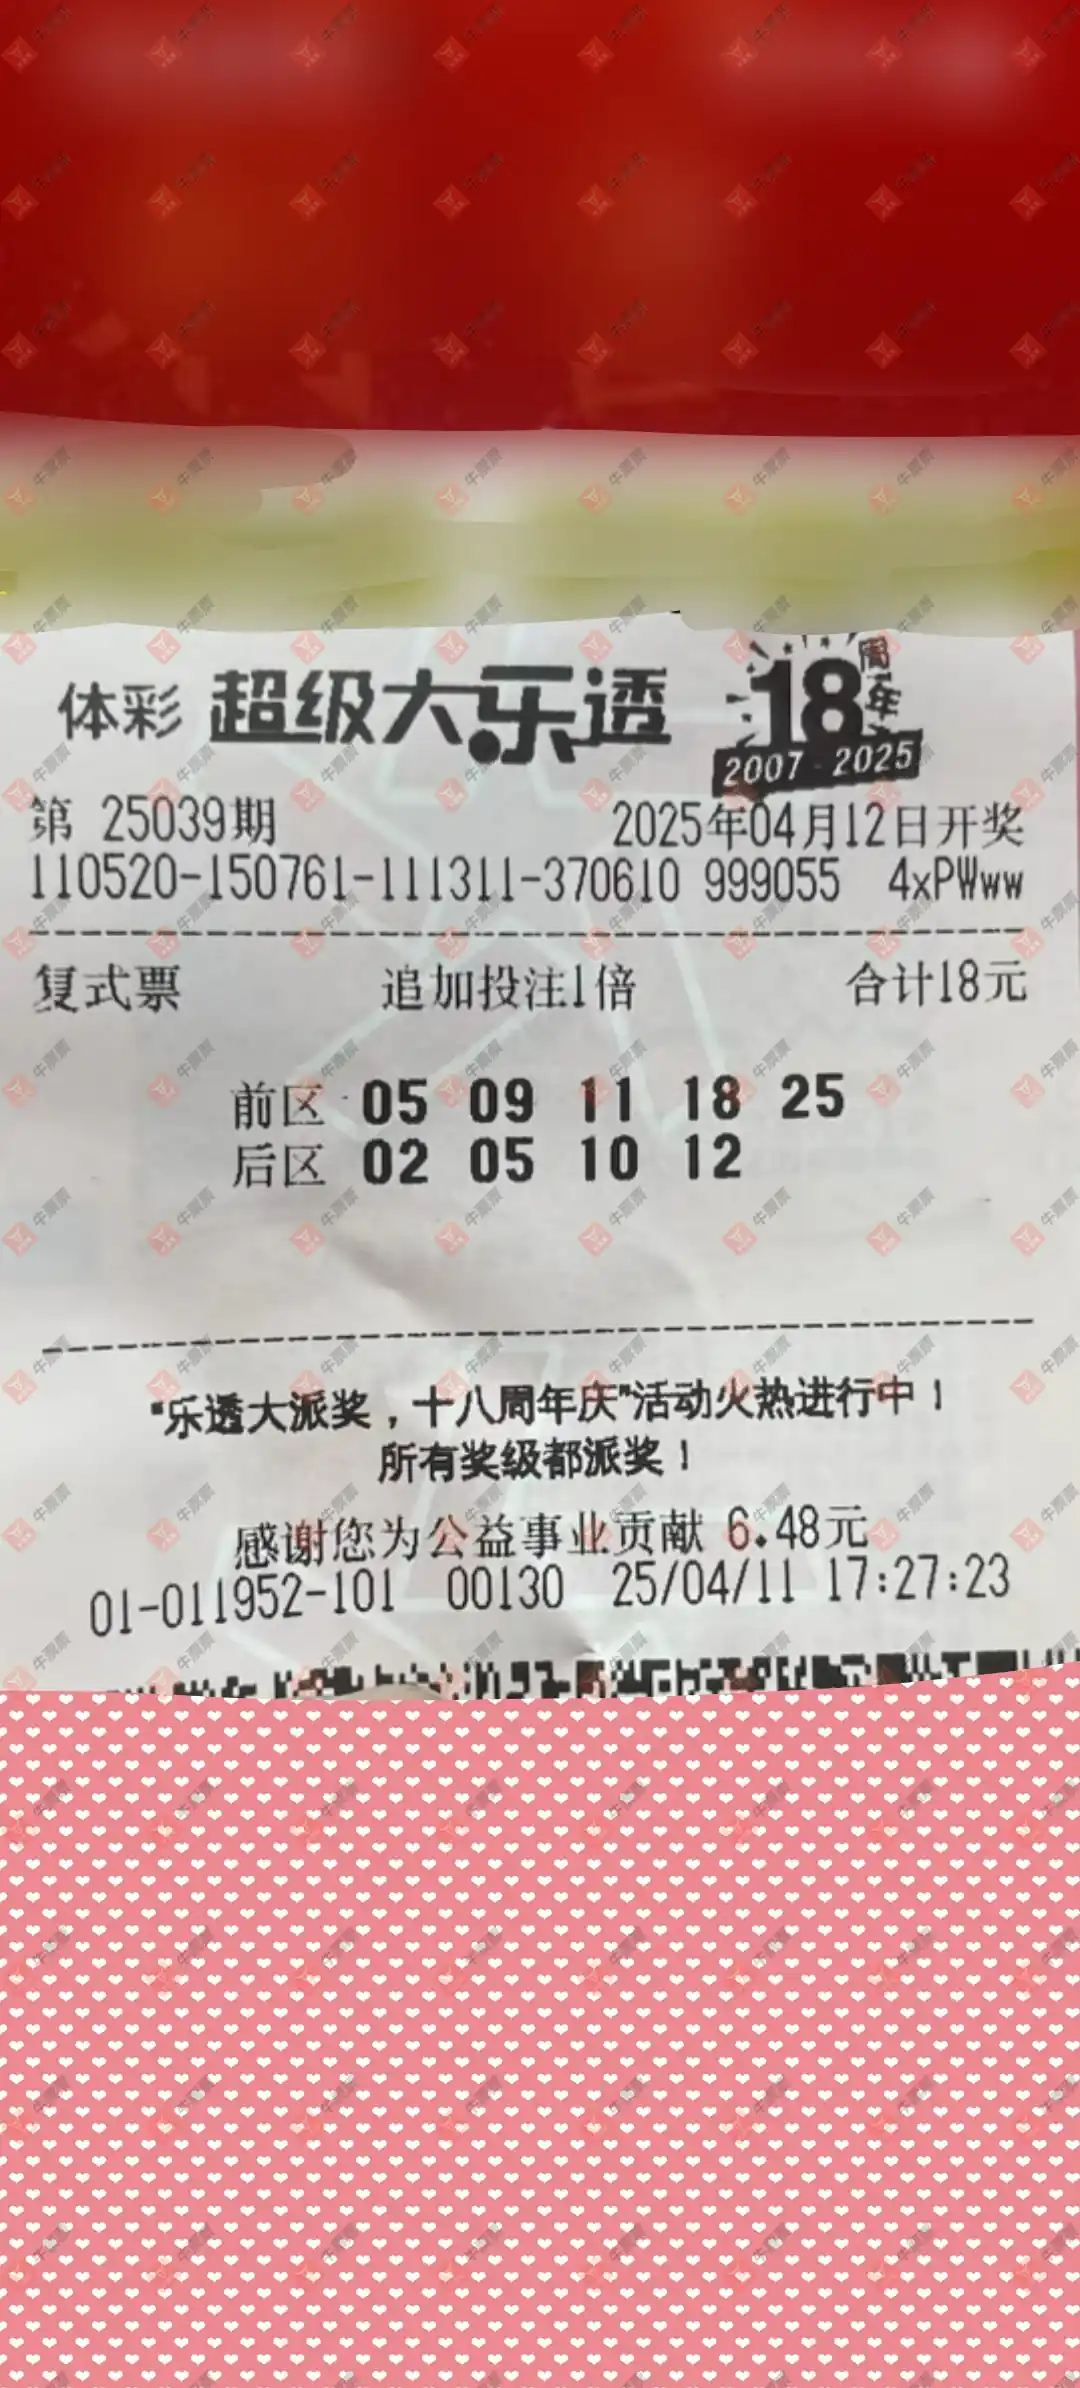 体彩 超级大乐透 18周年
2007-2025
第 25039期 2025年04月12日开奖
110520-150761-111311-370610 999055 4xPWww
复式票 追加投注1倍 合计18元
前区 05 09 11 18 25
后区 02 05 10 12
"乐透大派奖，十八周年庆"活动火热进行中！
所有奖级都派奖！
感谢您为公益事业贡献 6.48元
01-011952-101 00130 25/04/11 17:27:23
牛票票